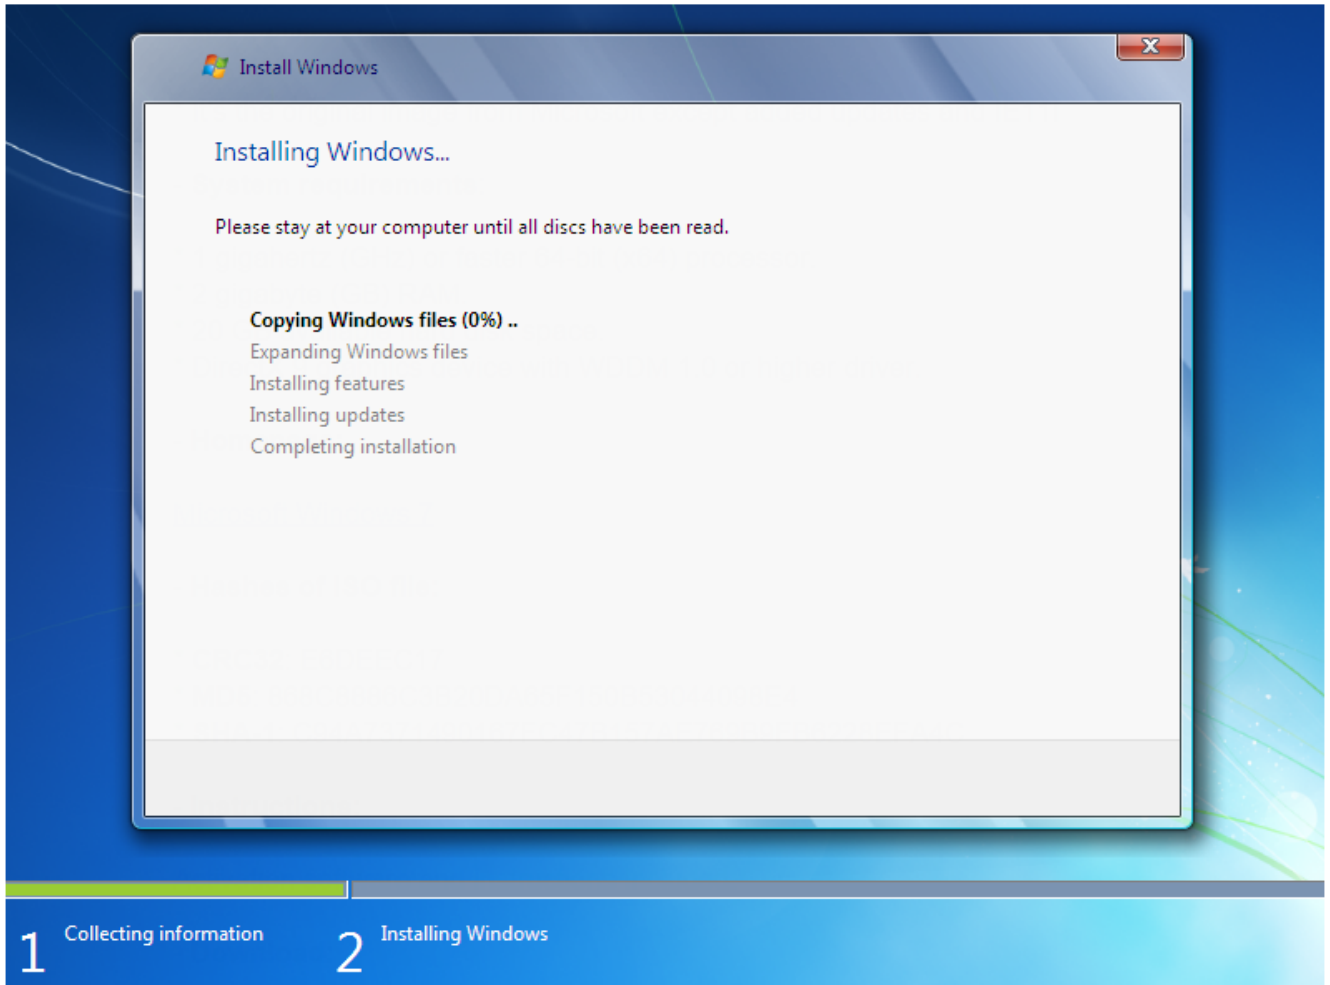 Install Windows
Installing Windows...
Please stay at your computer until all discs have been read.
Copying Windows files (0%) ..
Expanding Windows files
Installing features
Installing updates
Completing installation
1 Collecting information
2 Installing Windows